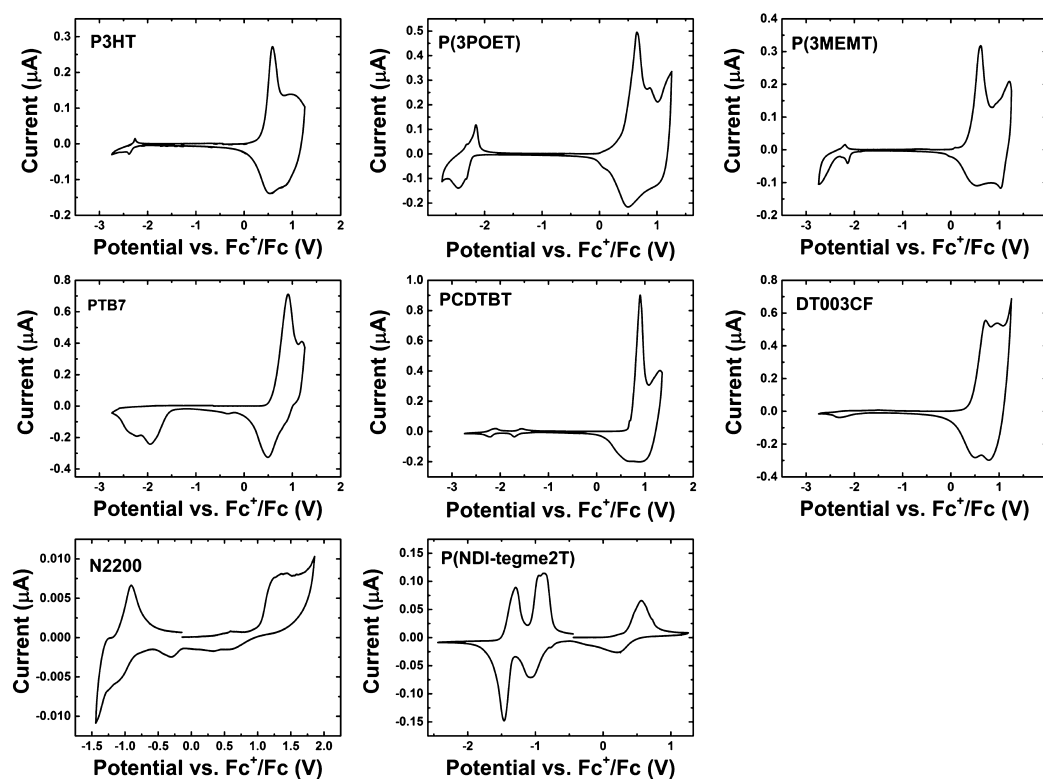 P3HT
0.3
0.2
0.1
0.0
-0.1
-0.2
-3 -2 -1 0 1 2
Current (μA)
Potential vs. Fc⁺/Fc (V)
P(3POET)
0.5
0.4
0.3
0.2
0.1
0.0
-0.1
-0.2
-2 -1 0 1
Current (μA)
Potential vs. Fc⁺/Fc (V)
P(3MEMT)
0.4
0.3
0.2
0.1
0.0
-0.1
-0.2
-3 -2 -1 0 1
Current (μA)
Potential vs. Fc⁺/Fc (V)
PTB7
0.8
0.6
0.4
0.2
0.0
-0.2
-0.4
-3 -2 -1 0 1 2
Current (μA)
Potential vs. Fc⁺/Fc (V)
PCDTBT
1.0
0.8
0.6
0.4
0.2
0.0
-0.2
-3 -2 -1 0 1 2
Current (μA)
Potential vs. Fc⁺/Fc (V)
DT003CF
0.8
0.6
0.4
0.2
0.0
-0.2
-0.4
-3 -2 -1 0 1
Current (μA)
Potential vs. Fc⁺/Fc (V)
N2200
0.010
0.005
0.000
-0.005
-0.010
-1.5 -1.0 -0.5 0.0 0.5 1.0 1.5 2.0
Current (μA)
Potential vs. Fc⁺/Fc (V)
P(NDI-tegme2T)
0.15
0.10
0.05
0.00
0.05
0.10
0.15
-2 -1 0 1
Current (μA)
Potential vs. Fc⁺/Fc (V)